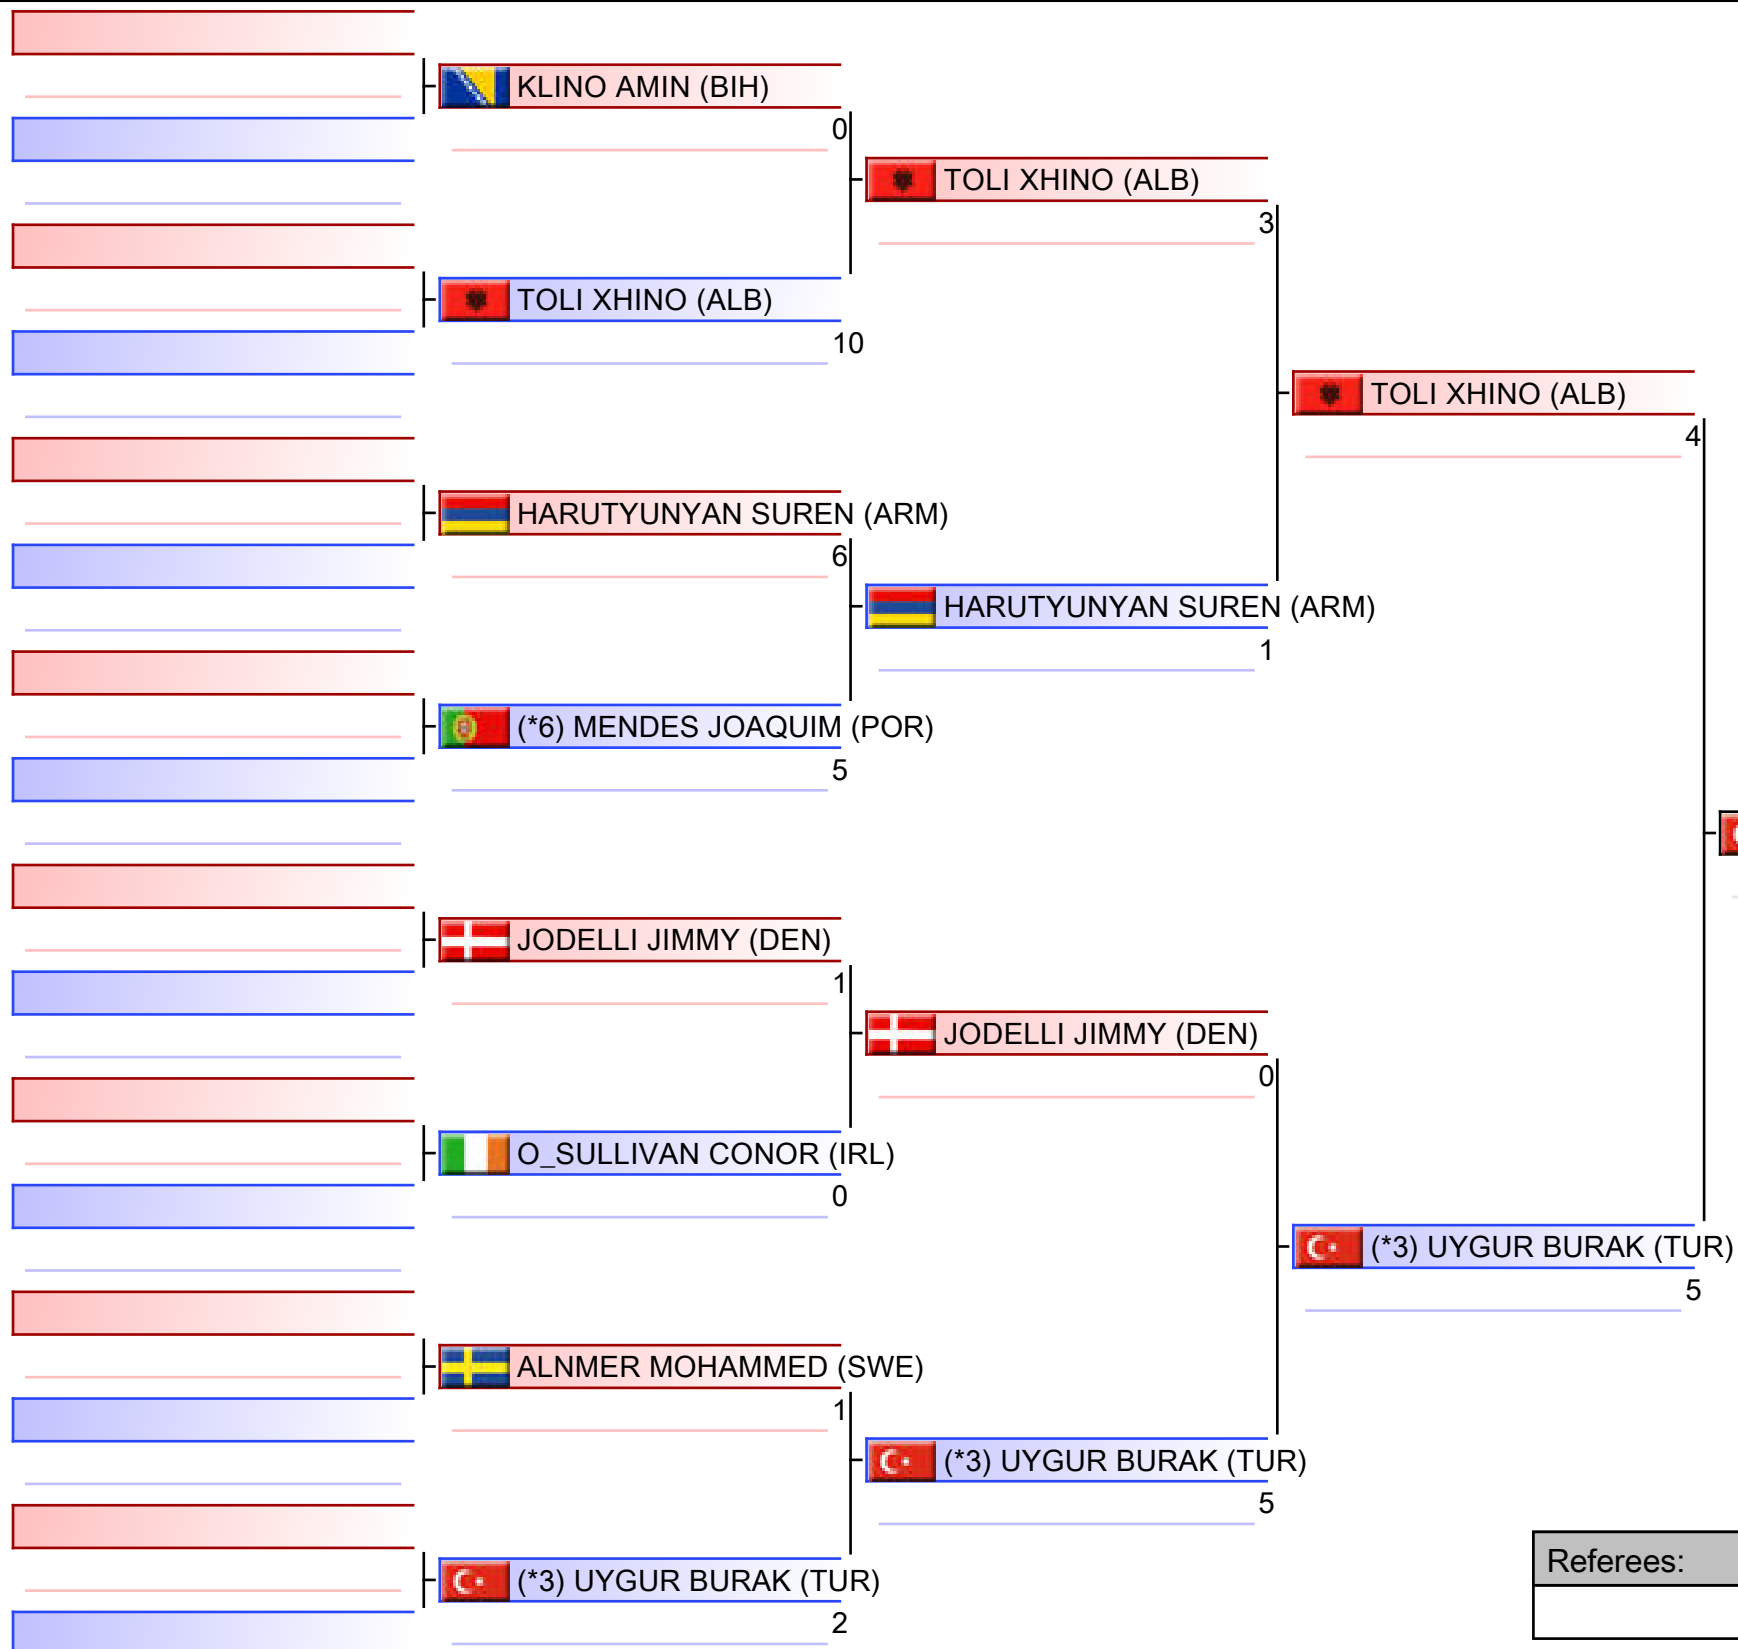 KLINO AMIN (BIH)
0
TOLI XHINO (ALB)
3
TOLI XHINO (ALB)
10
TOLI XHINO (ALB)
4
HARUTYUNYAN SUREN (ARM)
6
HARUTYUNYAN SUREN (ARM)
1
(*6) MENDES JOAQUIM (POR)
5
JODELLI JIMMY (DEN)
1
JODELLI JIMMY (DEN)
0
O_SULLIVAN CONOR (IRL)
0
(*3) UYGUR BURAK (TUR)
5
ALNMER MOHAMMED (SWE)
1
(*3) UYGUR BURAK (TUR)
5
(*3) UYGUR BURAK (TUR)
2
Referees: